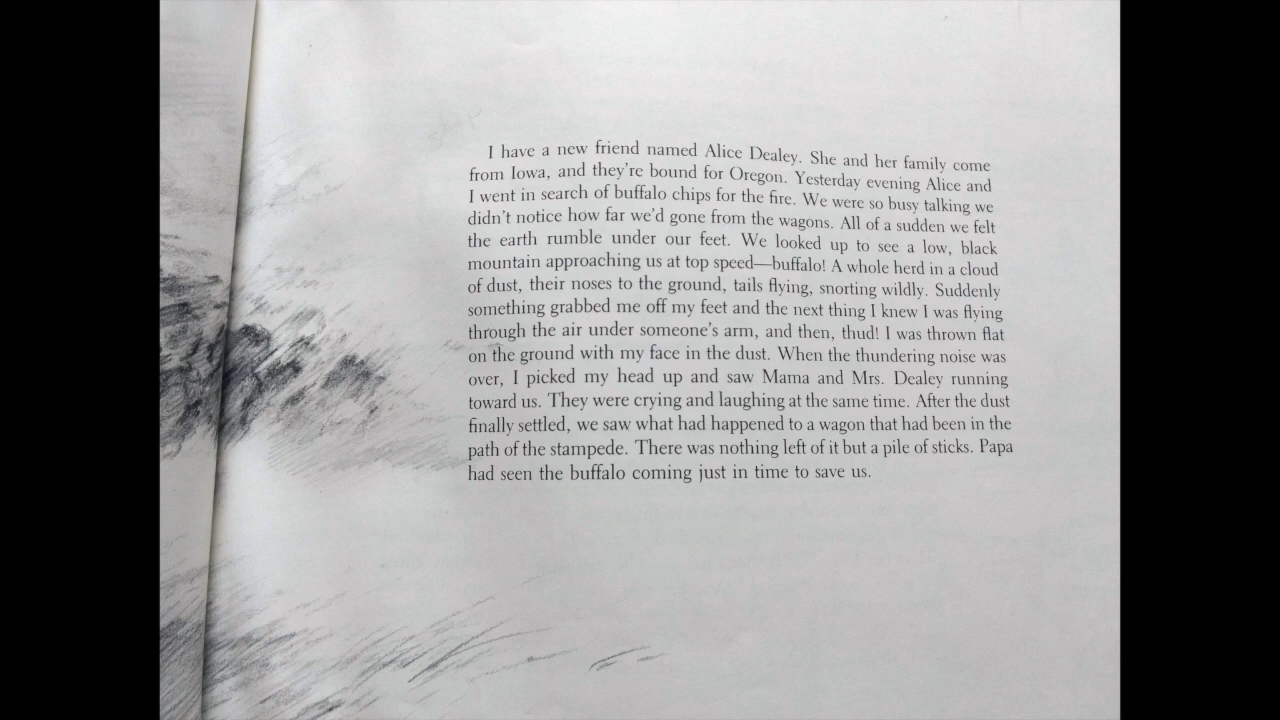 I have a new friend named Alice Dealey. She and her family come
from Iowa, and they're bound for Oregon. Yesterday evening Alice and
I went in search of buffalo chips for the fire. We were so busy talking we
didn't notice how far we'd gone from the wagons. All of a sudden we felt
the earth rumble under our feet. We looked up to see a low, black
mountain approaching us at top speed—buffalo! A whole herd in a cloud
of dust, their noses to the ground, tails flying, snorting wildly. Suddenly
something grabbed me off my feet and the next thing I knew I was flying
through the air under someone's arm, and then, thud! I was thrown flat
on the ground with my face in the dust. When the thundering noise was
over, I picked my head up and saw Mama and Mrs. Dealey running
toward us. They were crying and laughing at the same time. After the dust
finally settled, we saw what had happened to a wagon that had been in the
path of the stampede. There was nothing left of it but a pile of sticks. Papa
had seen the buffalo coming just in time to save us.